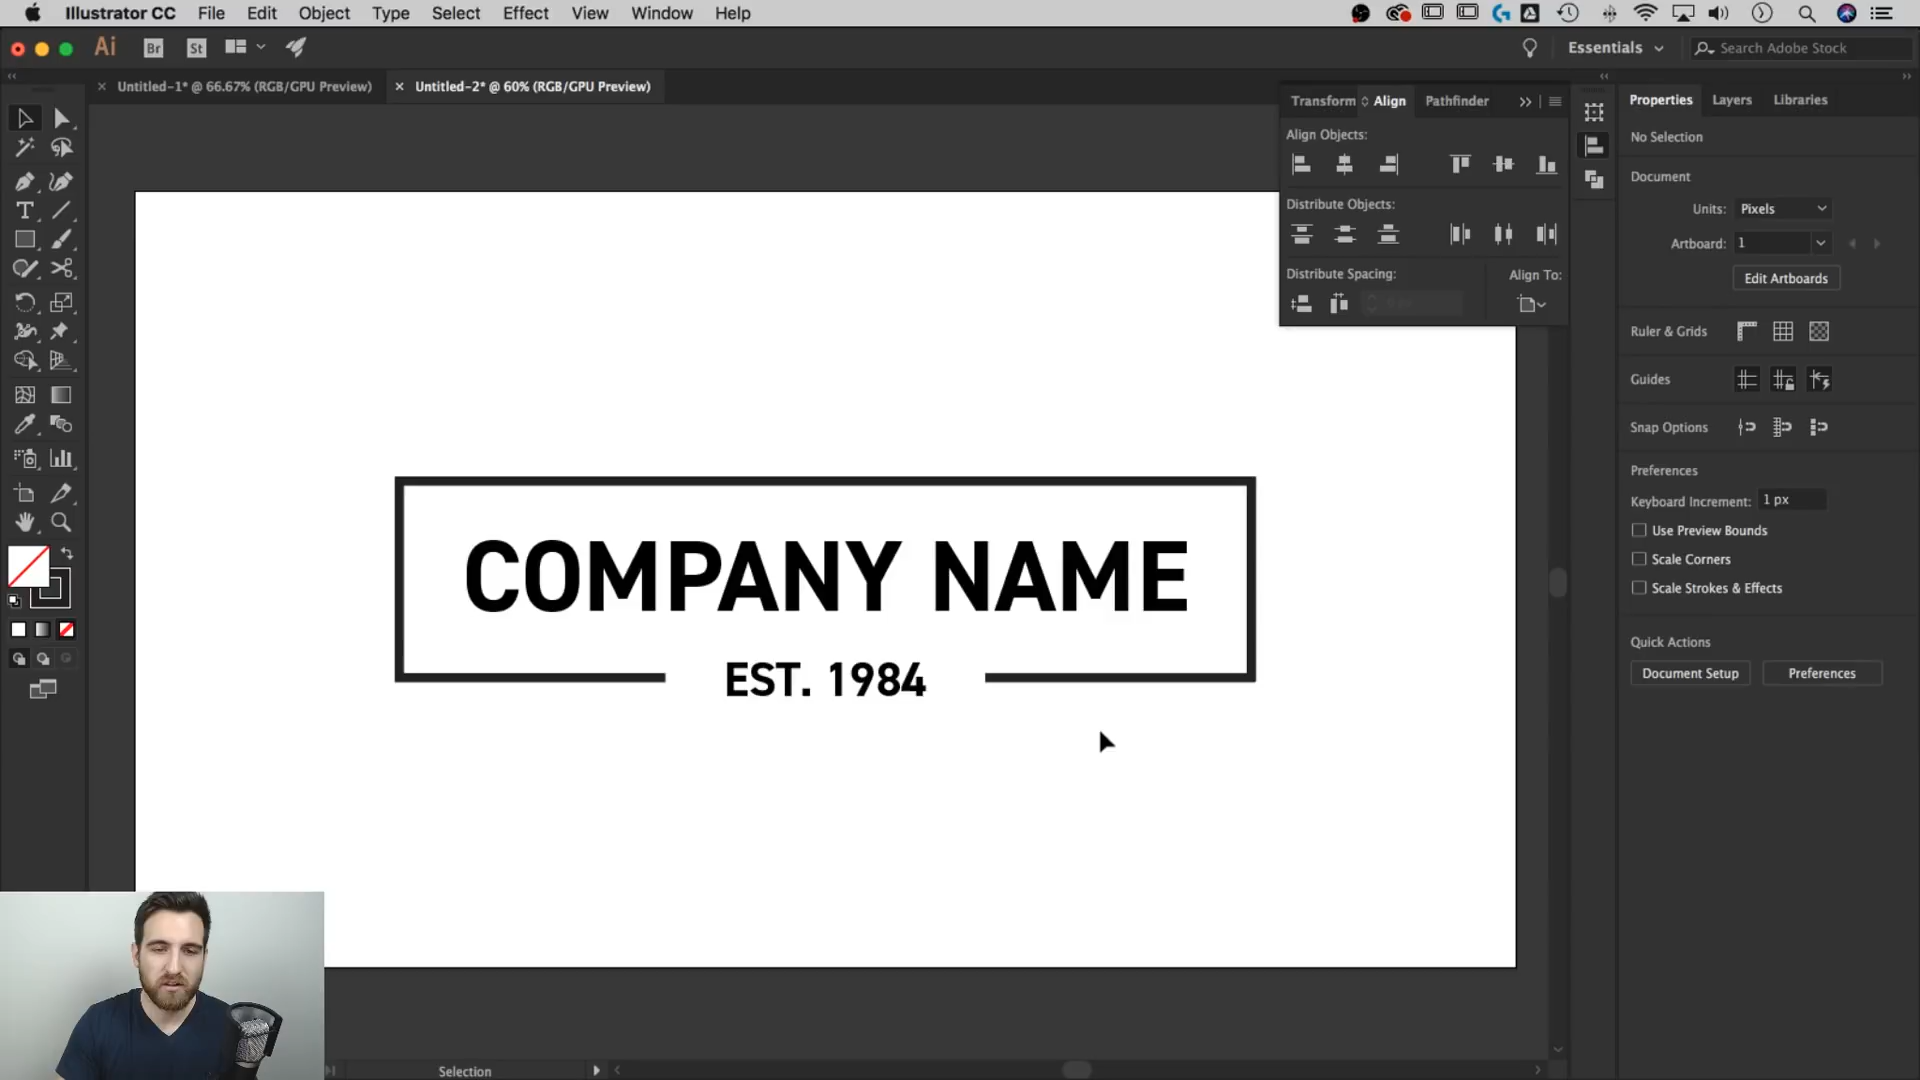 Illustrator CC File Edit Object Type Select Effect View Window Help
Ai Br St Essentials Search Adobe Stock
Untitled-1* @ 66.67% (RGB/GPU Preview) Untitled-2* @ 60% (RGB/GPU Preview)
Transform Align Pathfinder
Align Objects:
Distribute Objects:
Distribute Spacing: Align To:
Properties Layers Libraries
No Selection
Document
Units: Pixels
Artboard: 1
Edit Artboards
Ruler & Grids
Guides
Snap Options
Preferences
Keyboard Increment: 1 px
Use Preview Bounds
Scale Corners
Scale Strokes & Effects
Quick Actions
Document Setup Preferences
COMPANY NAME
EST. 1984
Selection